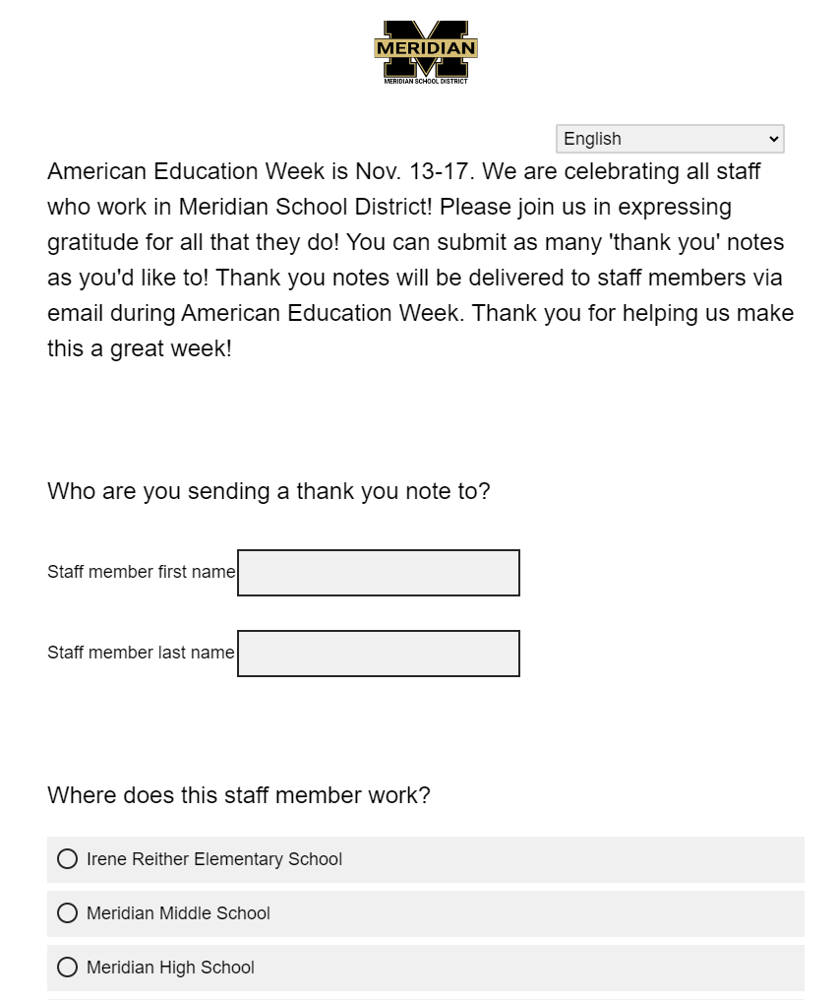 MERIDIAN
MERIDIAN SCHOOL DISTRICT
English
American Education Week is Nov. 13-17. We are celebrating all staff
who work in Meridian School District! Please join us in expressing
gratitude for all that they do! You can submit as many 'thank you' notes
as you'd like to! Thank you notes will be delivered to staff members via
email during American Education Week. Thank you for helping us make
this a great week!
Who are you sending a thank you note to?
Staff member first name
Staff member last name
Where does this staff member work?
Irene Reither Elementary School
Meridian Middle School
Meridian High School